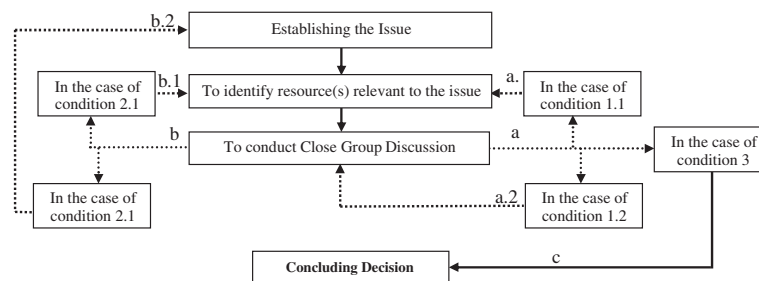 b.2
Establishing the Issue
In the case of
condition 2.1
b.1
To identify resource(s) relevant to the issue
a.
In the case of
condition 1.1
b
To conduct Close Group Discussion
a
In the case of
condition 3
In the case of
condition 2.1
a.2
In the case of
condition 1.2
c
Concluding Decision